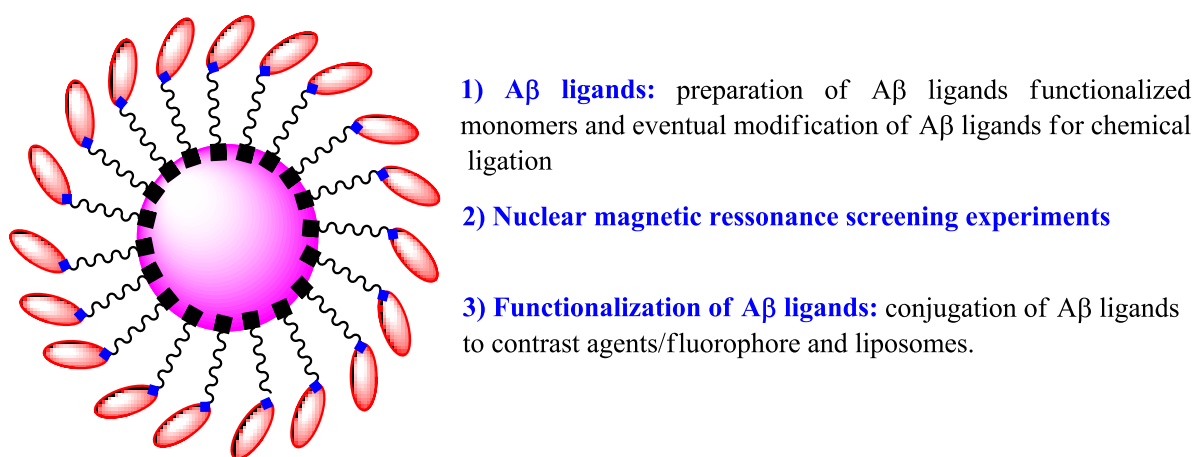 1) Aβ ligands: preparation of Aβ ligands functionalized
monomers and eventual modification of Aβ ligands for chemical
ligation
2) Nuclear magnetic ressonance screening experiments
3) Functionalization of Aβ ligands: conjugation of Aβ ligands
to contrast agents/fluorophore and liposomes.